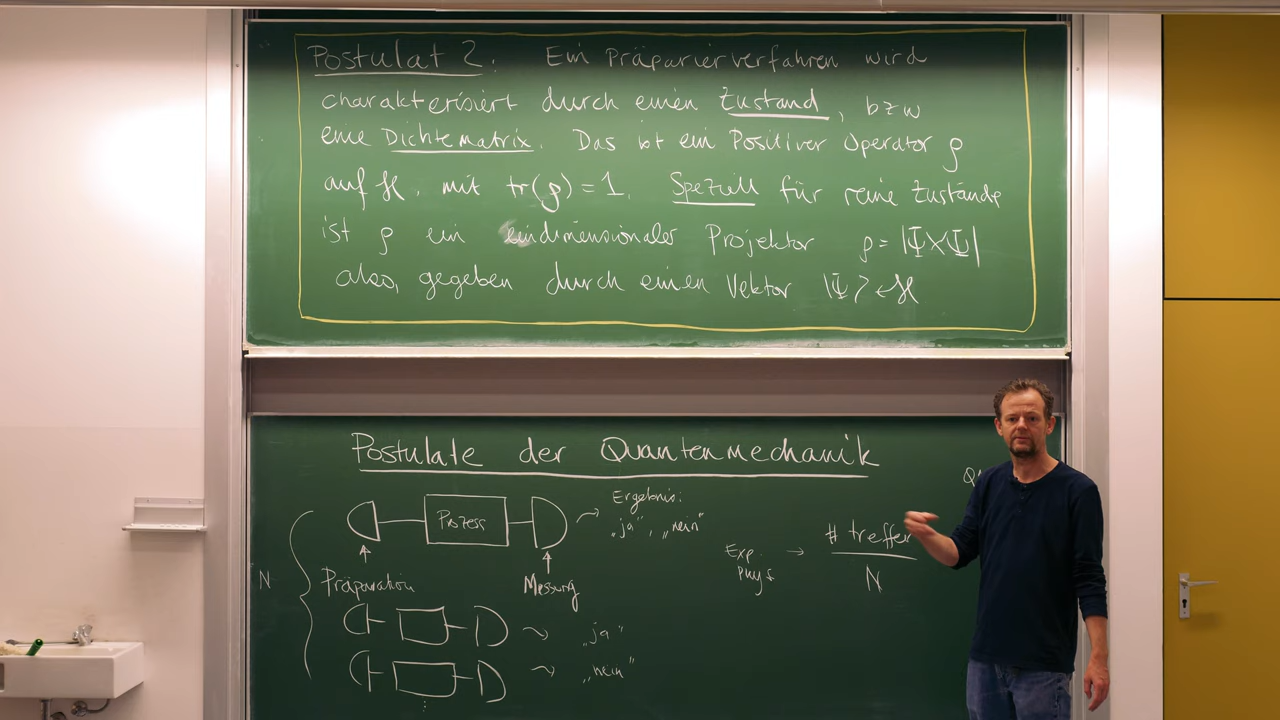 Postulat 2: Ein Präparierverfahren wird
charakterisiert durch einen Zustand, bzw
eine Dichtematrix. Das ist ein Positiver Operator ρ
auf ℋ, mit tr(ρ) = 1. Speziell für reine Zustände
ist ρ ein eindimensionaler Projektor ρ = |Ψ⟩⟨Ψ|
also, gegeben durch einen Vektor |Ψ⟩ ∈ ℋ
Postulate der Quantenmechanik
Prozess
Ergebnis:
„ja", „nein"
N
Präparation
Messung
„ja"
„nein"
Exp. → # treffer
Phys
N